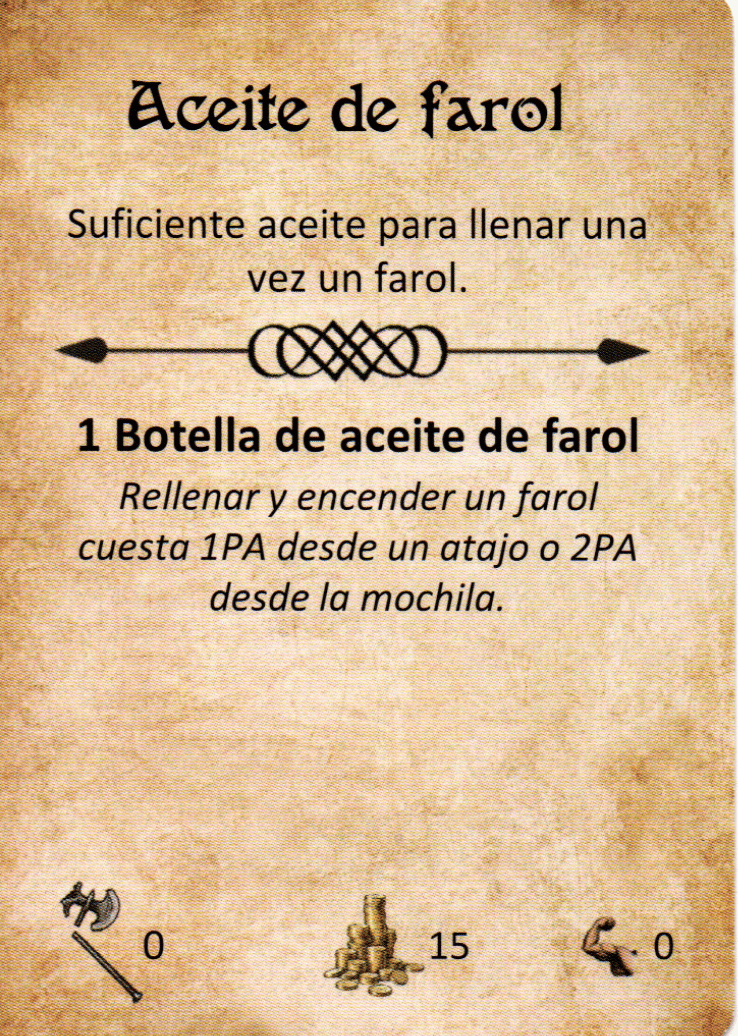 Aceite de farol
Suficiente aceite para llenar una
vez un farol.
1 Botella de aceite de farol
Rellenar y encender un farol
cuesta 1PA desde un atajo o 2PA
desde la mochila.
0 15 0